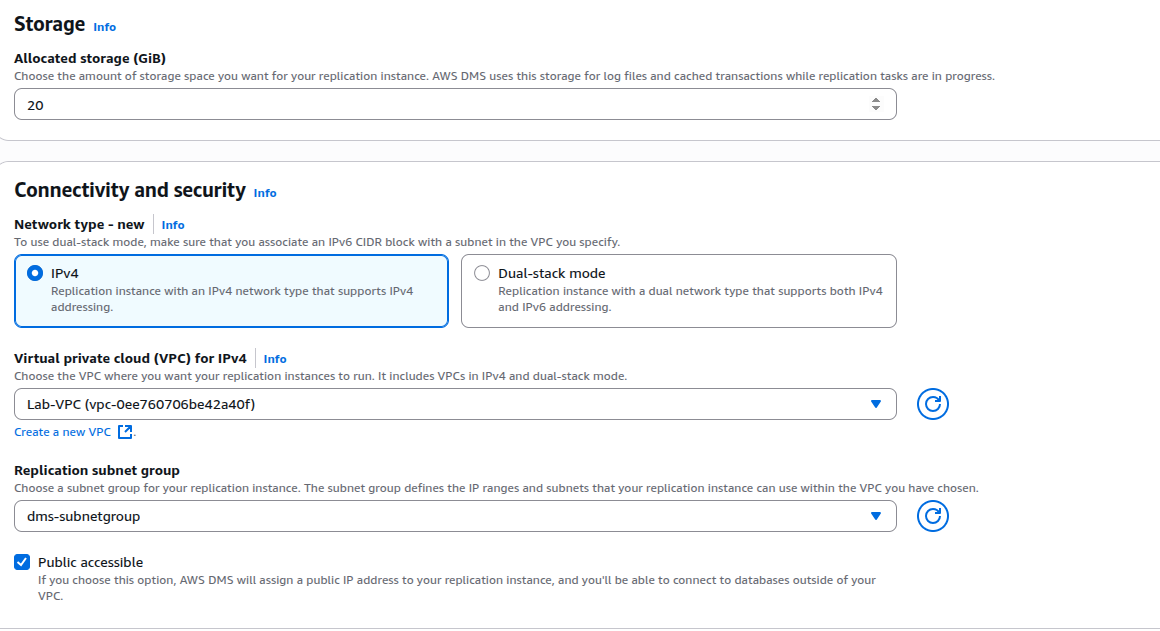 Storage Info
Allocated storage (GiB)
Choose the amount of storage space you want for your replication instance. AWS DMS uses this storage for log files and cached transactions while replication tasks are in progress.
20
Connectivity and security Info
Network type - new Info
To use dual-stack mode, make sure that you associate an IPv6 CIDR block with a subnet in the VPC you specify.
IPv4
Replication instance with an IPv4 network type that supports IPv4
addressing.
Dual-stack mode
Replication instance with a dual network type that supports both IPv4
and IPv6 addressing.
Virtual private cloud (VPC) for IPv4 Info
Choose the VPC where you want your replication instances to run. It includes VPCs in IPv4 and dual-stack mode.
Lab-VPC (vpc-0ee760706be42a40f)
Create a new VPC .
Replication subnet group
Choose a subnet group for your replication instance. The subnet group defines the IP ranges and subnets that your replication instance can use within the VPC you have chosen.
dms-subnetgroup
Public accessible
If you choose this option, AWS DMS will assign a public IP address to your replication instance, and you'll be able to connect to databases outside of your
VPC.